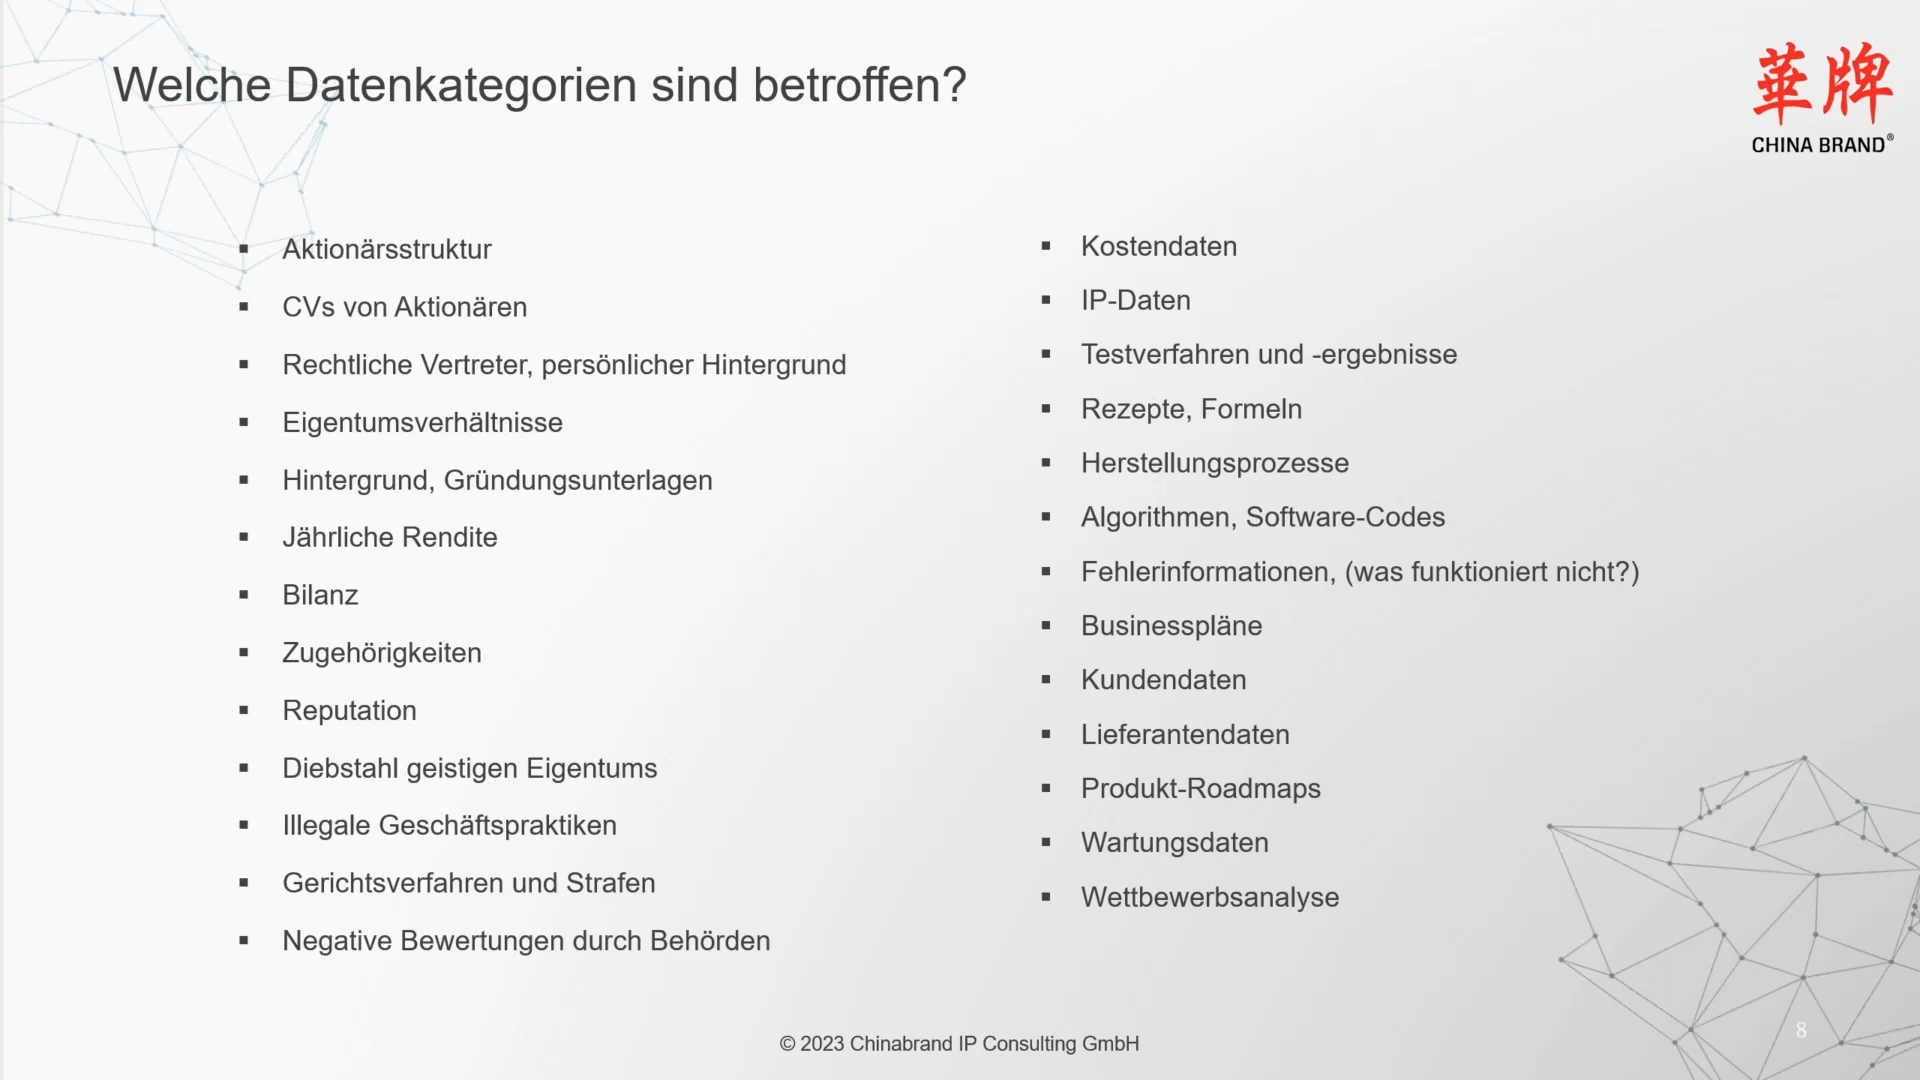 Welche Datenkategorien sind betroffen?
華牌
CHINA BRAND®
▪ Aktionärsstruktur
▪ CVs von Aktionären
▪ Rechtliche Vertreter, persönlicher Hintergrund
▪ Eigentumsverhältnisse
▪ Hintergrund, Gründungsunterlagen
▪ Jährliche Rendite
▪ Bilanz
▪ Zugehörigkeiten
▪ Reputation
▪ Diebstahl geistigen Eigentums
▪ Illegale Geschäftspraktiken
▪ Gerichtsverfahren und Strafen
▪ Negative Bewertungen durch Behörden
▪ Kostendaten
▪ IP-Daten
▪ Testverfahren und -ergebnisse
▪ Rezepte, Formeln
▪ Herstellungsprozesse
▪ Algorithmen, Software-Codes
▪ Fehlerinformationen, (was funktioniert nicht?)
▪ Businesspläne
▪ Kundendaten
▪ Lieferantendaten
▪ Produkt-Roadmaps
▪ Wartungsdaten
▪ Wettbewerbsanalyse
© 2023 Chinabrand IP Consulting GmbH
8